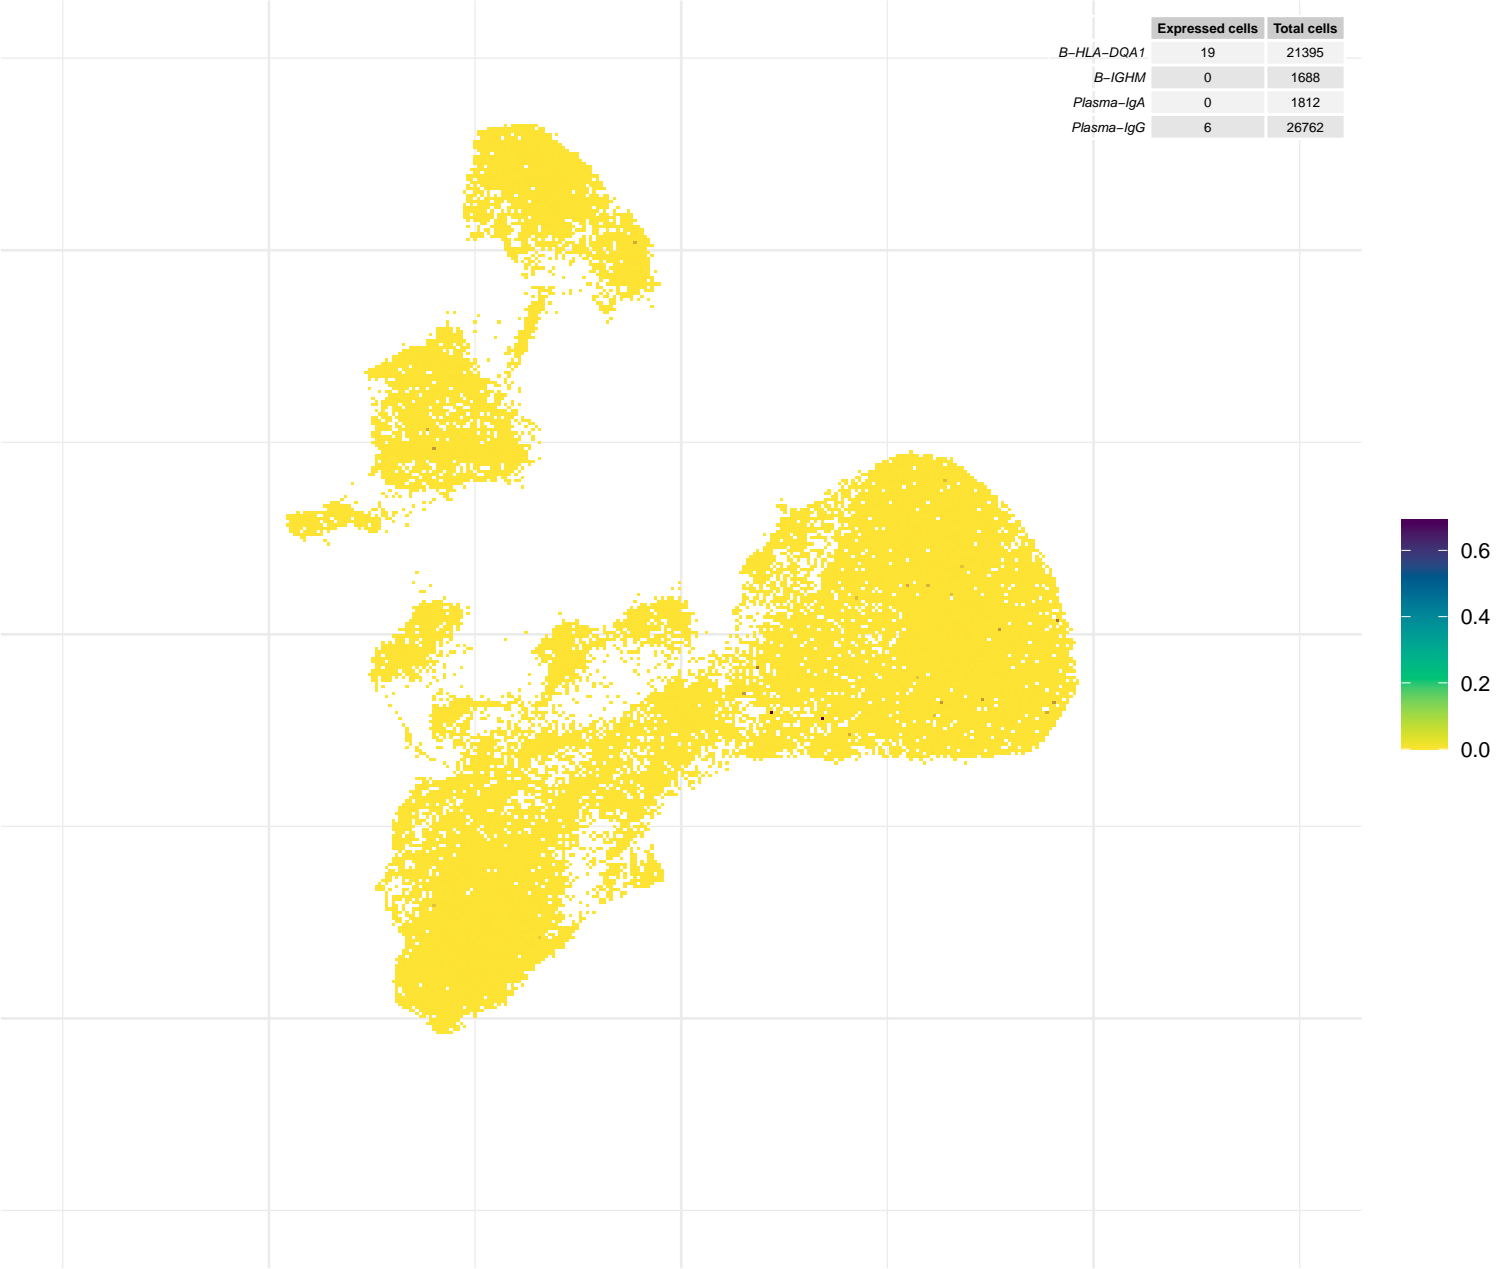 Expressed cells Total cells
B−HLA−DQA1 19 21395
B−IGHM 0 1688
Plasma−IgA 0 1812
Plasma−IgG 6 26762
0.6
0.4
0.2
0.0